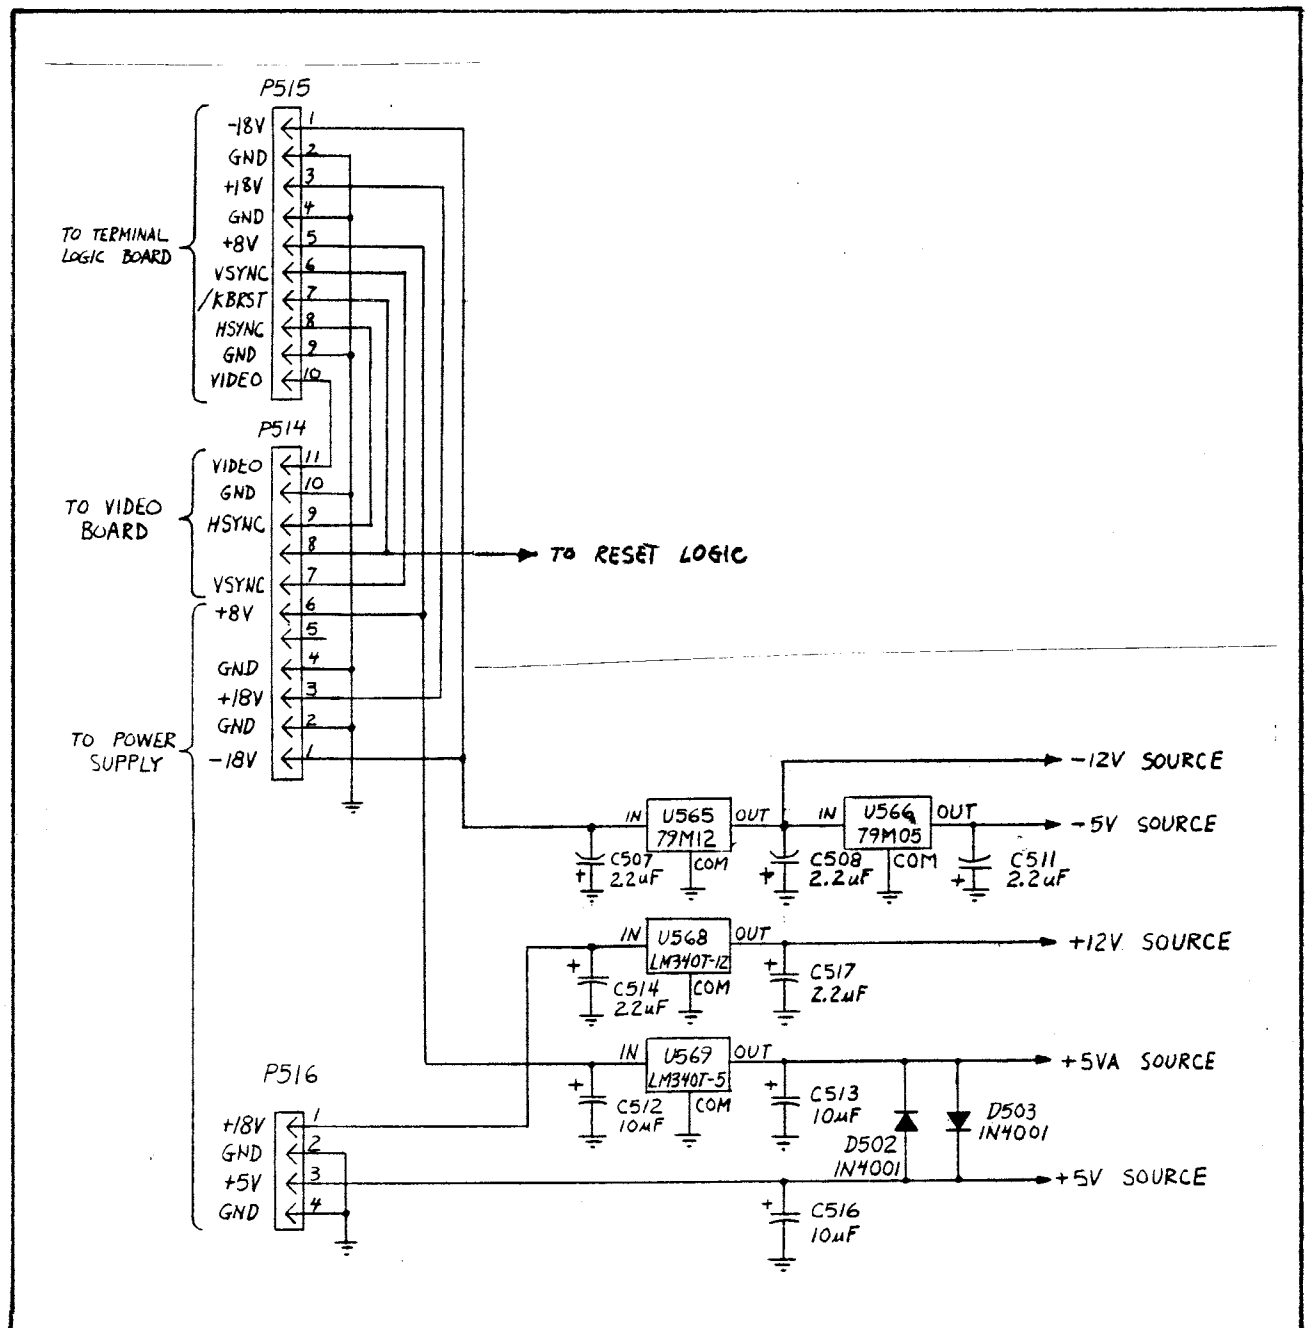 P515
-18V 1
GND 2
+18V 3
GND 4
+8V 5
VSYNC 6
/KBRST 7
HSYNC 8
GND 9
VIDEO 10
TO TERMINAL
LOGIC BOARD
P514
VIDEO 11
GND 10
HSYNC 9
8
VSYNC 7
+8V 6
5
GND 4
+18V 3
GND 2
-18V 1
TO VIDEO
BOARD
TO POWER
SUPPLY
TO RESET LOGIC
-12V SOURCE
IN U565 OUT
79M12
COM
IN U566 OUT
79M05
COM
-5V SOURCE
C507
+ 22uF
C508
+ 2.2uF
C511
+ 2.2uF
IN U568 OUT
LM340T-12
COM
+12V SOURCE
+
C514
22uF
+
C517
2.2uF
IN U569 OUT
LM340T-5
COM
+5VA SOURCE
+
C512
10uF
+
C513
10uF
D502
1N4001
D503
1N4001
P516
+18V 1
GND 2
+5V 3
GND 4
+5V SOURCE
+
C516
10uF